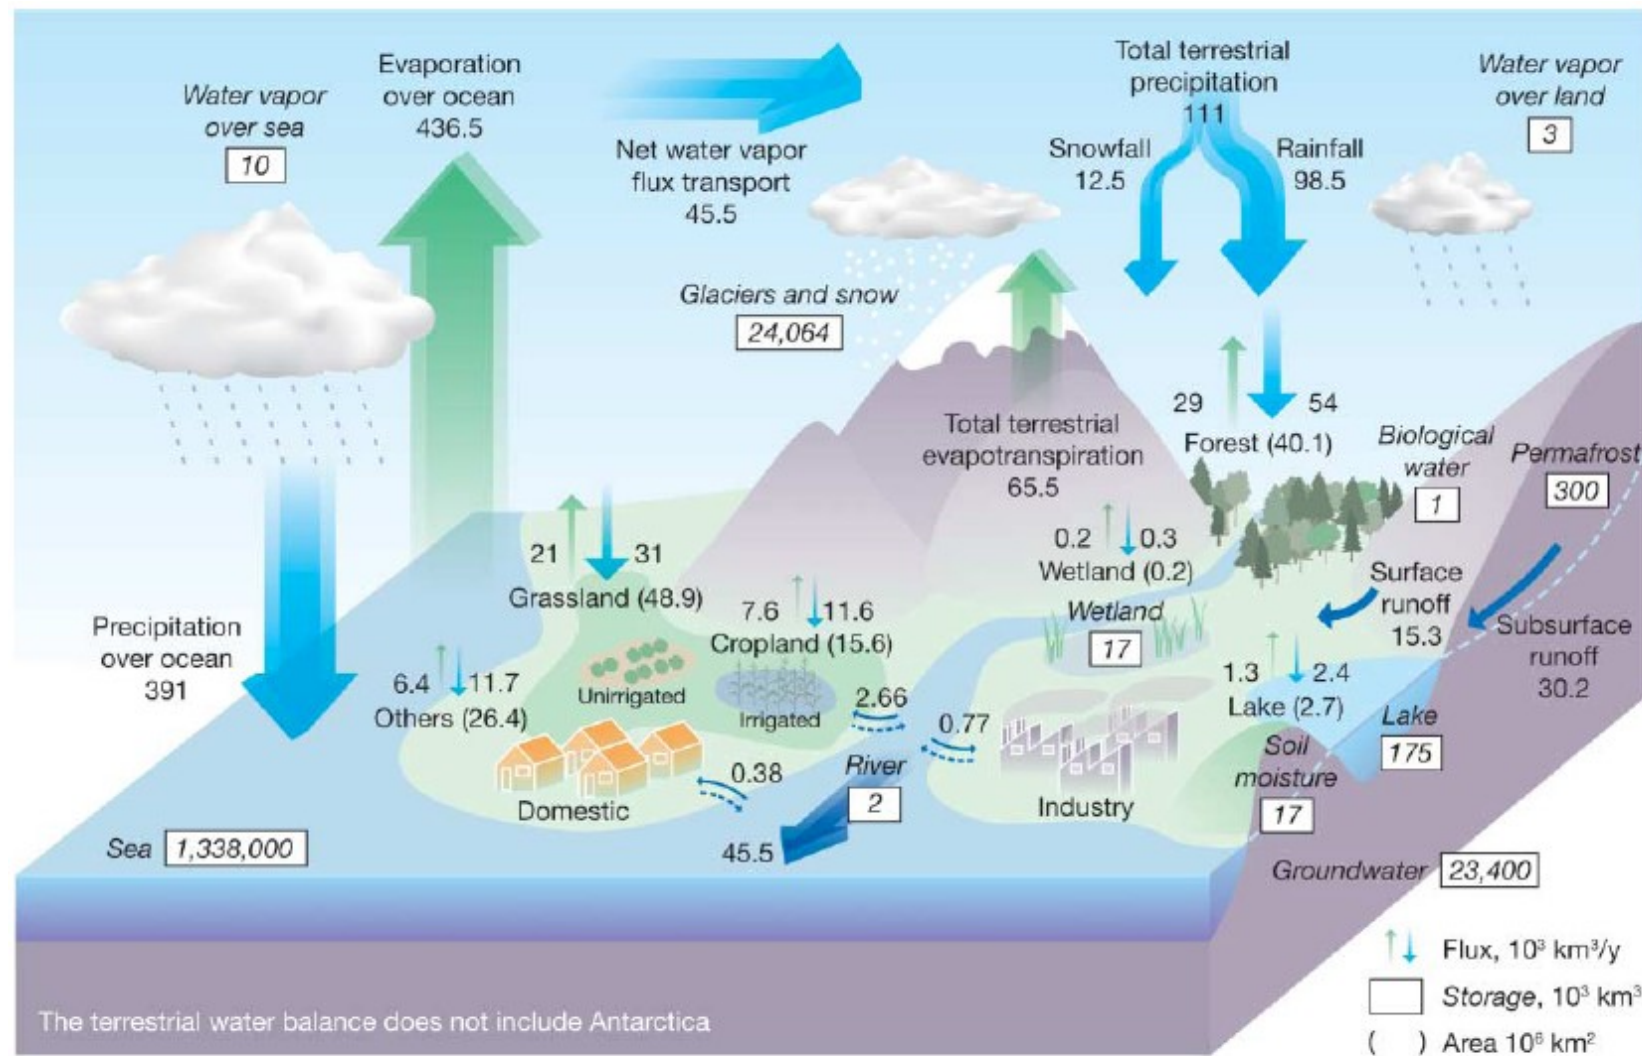 Water vapor
over sea
10
Evaporation
over ocean
436.5
Net water vapor
flux transport
45.5
Total terrestrial
precipitation
111
Snowfall
12.5
Rainfall
98.5
Water vapor
over land
3
Glaciers and snow
24,064
Total terrestrial
evapotranspiration
65.5
29 54
Forest (40.1)
Biological
water
1
Permafrost
300
21 31
Grassland (48.9)
0.2 0.3
Wetland (0.2)
Wetland
17
7.6 11.6
Cropland (15.6)
Unirrigated
Irrigated
2.66
Surface
runoff
15.3
Subsurface
runoff
30.2
Precipitation
over ocean
391
6.4 11.7
Others (26.4)
1.3 2.4
Lake (2.7)
Lake
175
Soil
moisture
17
0.77
0.38
River
2
Domestic
Industry
45.5
Sea 1,338,000
Groundwater 23,400
Flux, 10³ km³/y
Storage, 10³ km³
( ) Area 10⁶ km²
The terrestrial water balance does not include Antarctica